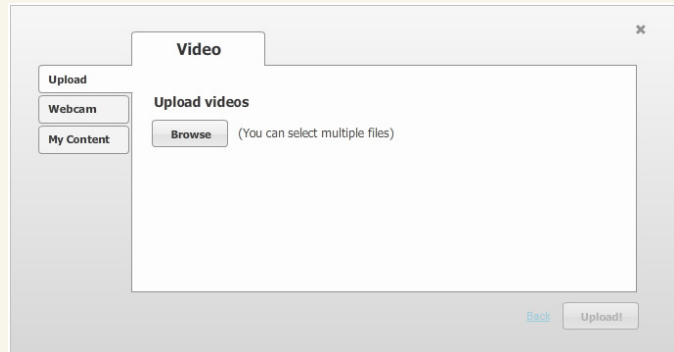 Video
Upload
Webcam
My Content
Upload videos
Browse (You can select multiple files)
Back Upload!